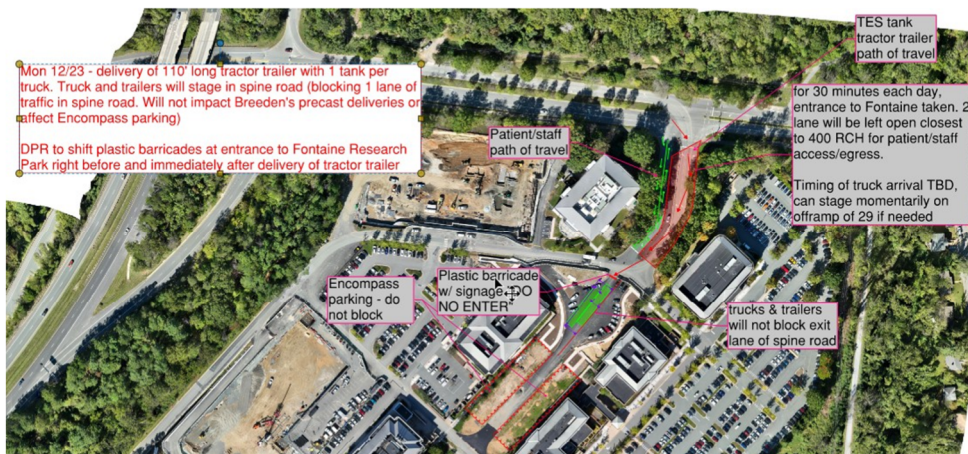 Mon 12/23 - delivery of 110' long tractor trailer with 1 tank per
truck. Truck and trailers will stage in spine road (blocking 1 lane of
traffic in spine road. Will not impact Breeden's precast deliveries or
affect Encompass parking)
DPR to shift plastic barricades at entrance to Fontaine Research
Park right before and immediately after delivery of tractor trailer
TES tank
tractor trailer
path of travel
for 30 minutes each day,
entrance to Fontaine taken. 2
lane will be left open closest
to 400 RCH for patient/staff
access/egress.
Timing of truck arrival TBD,
can stage momentarily on
offramp of 29 if needed
Patient/staff
path of travel
Encompass
parking - do
not block
Plastic barricade
w/ signage "DO
NO ENTER"
trucks & trailers
will not block exit
lane of spine road